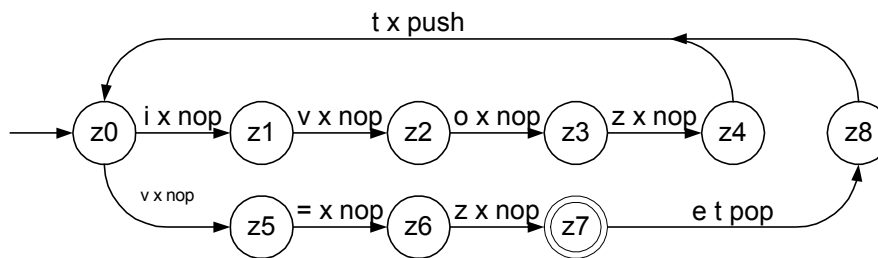 t x push
i x nop v x nop o x nop z x nop
z0 z1 z2 z3 z4 z8
v x nop = x nop z x nop e t pop
z5 z6 z7